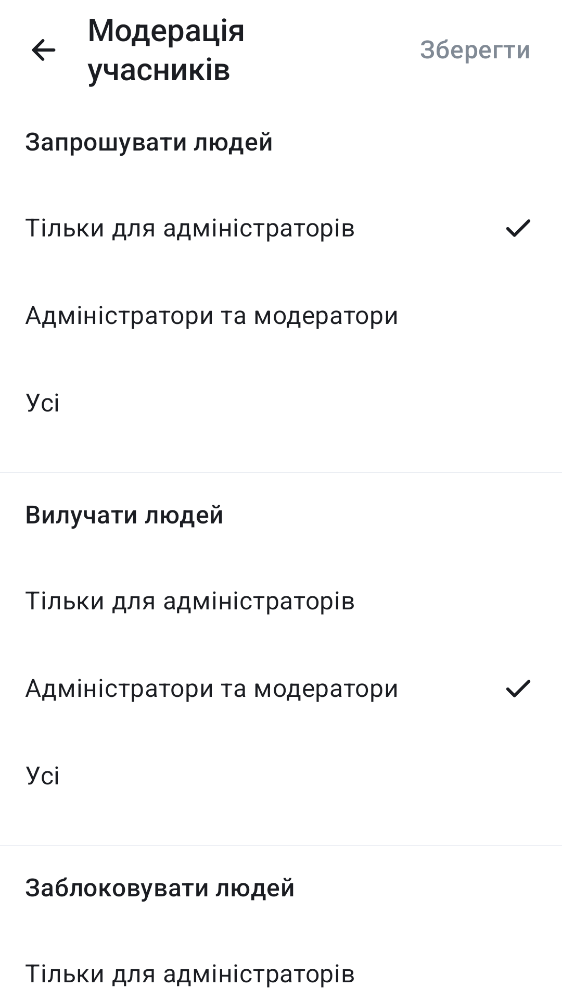 Модерація
учасників
Зберегти
Запрошувати людей
Тільки для адміністраторів
Адміністратори та модератори
Усі
Вилучати людей
Тільки для адміністраторів
Адміністратори та модератори
Усі
Заблоковувати людей
Тільки для адміністраторів